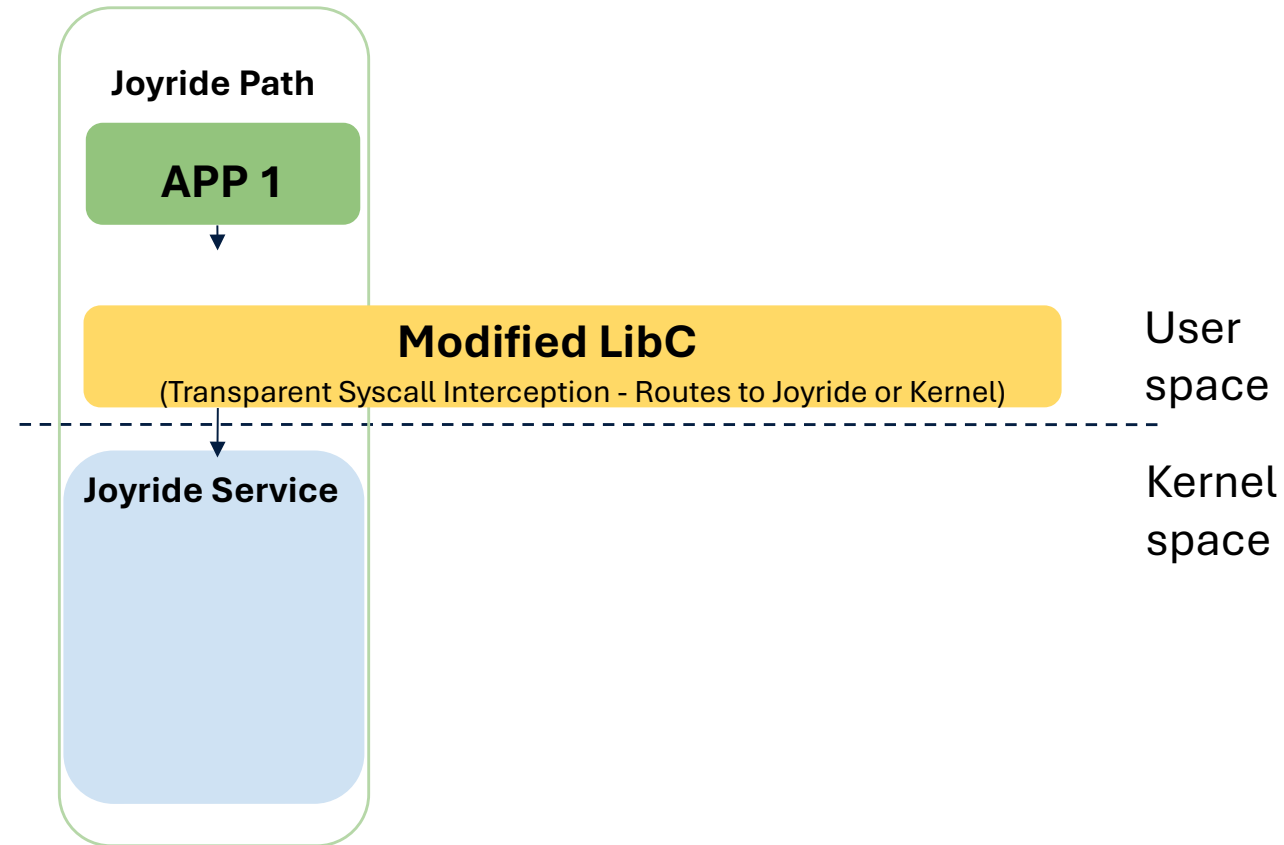 Joyride Path
APP 1
Modified LibC
(Transparent Syscall Interception - Routes to Joyride or Kernel)
User
space
Joyride Service
Kernel
space